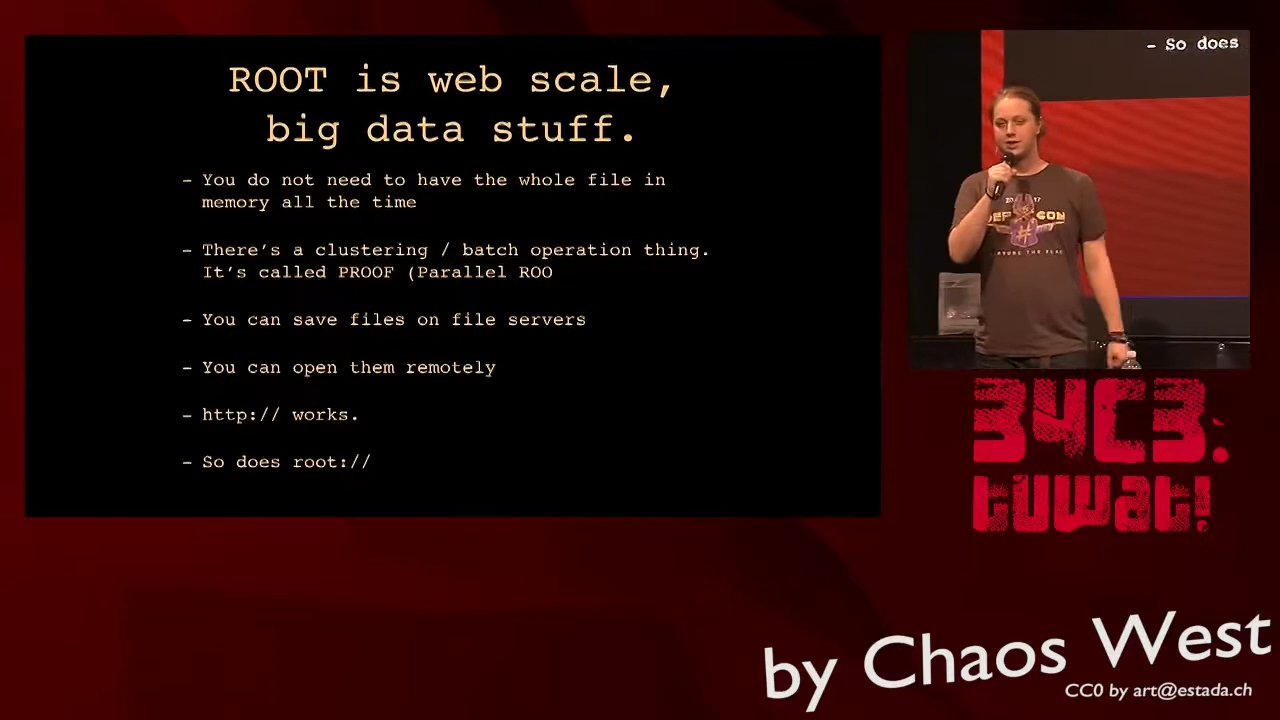 ROOT is web scale,
big data stuff.
- You do not need to have the whole file in
memory all the time
- There's a clustering / batch operation thing.
It's called PROOF (Parallel ROO
- You can save files on file servers
- You can open them remotely
- http:// works.
- So does root://
- So does
34C3:
tuwat!
by Chaos West
CC0 by art@estada.ch